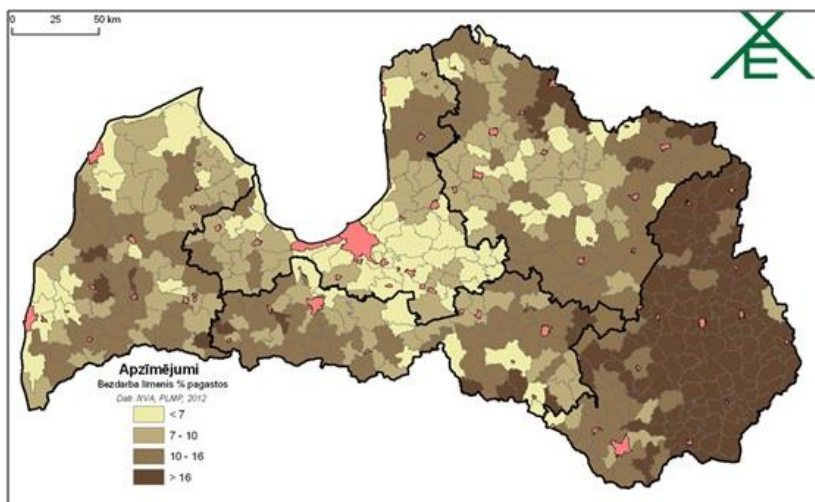 0 25 50 km
E
Apzīmējumi
Bezdarba līmenis % pagastos
Dati: NVA, PLMP, 2012
< 7
7 - 10
10 - 16
> 16